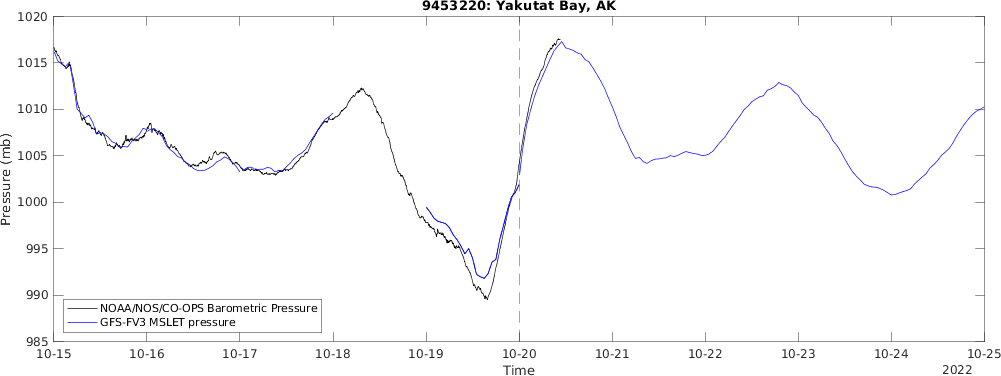 9453220: Yakutat Bay, AK
Pressure (mb)
1020
1015
1010
1005
1000
995
990
985
NOAA/NOS/CO-OPS Barometric Pressure
GFS-FV3 MSLET pressure
10-15 10-16 10-17 10-18 10-19 10-20 10-21 10-22 10-23 10-24 10-25
Time
2022